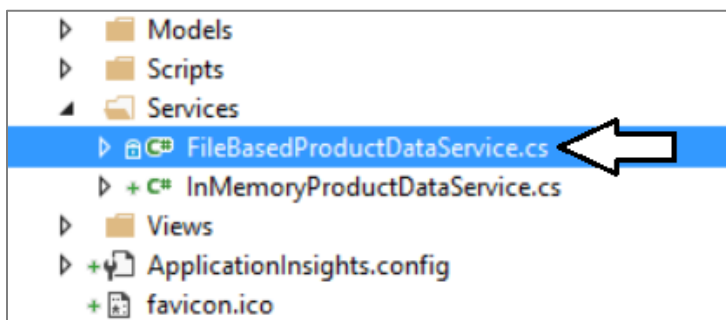 Models
Scripts
Services
C# FileBasedProductDataService.cs
+ C# InMemoryProductDataService.cs
Views
+ ApplicationInsights.config
+ favicon.ico